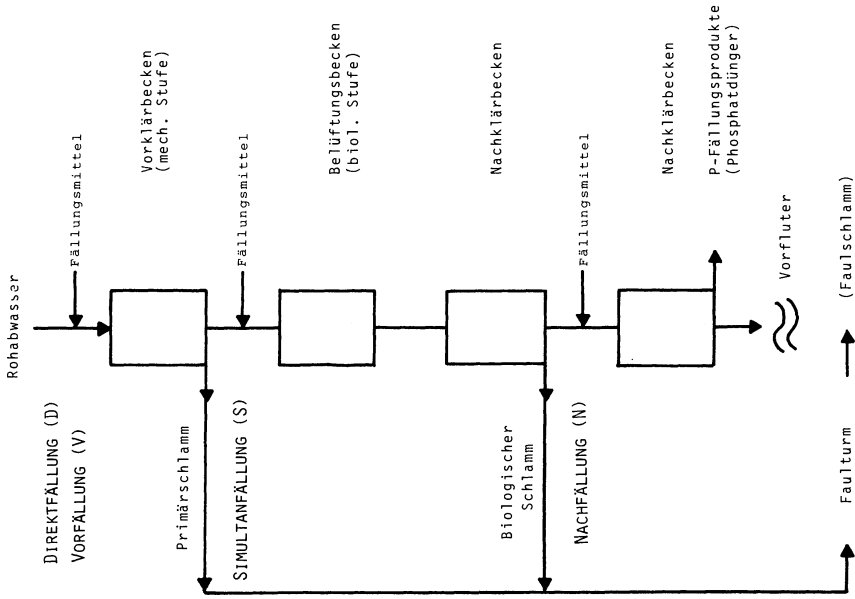 DIREKTFÄLLUNG (D)
VORFÄLLUNG (V)
Rohabwasser
Fällungsmittel
Vorklärbecken
(mech. Stufe)
Primärschlamm
SIMULTANFÄLLUNG (S)
Fällungsmittel
Belüftungsbecken
(biol. Stufe)
Nachklärbecken
Biologischer
Schlamm
NACHFÄLLUNG (N)
Fällungsmittel
Nachklärbecken
P-Fällungsprodukte
(Phosphatdünger)
Vorfluter
Faulturm
(Faulschlamm)